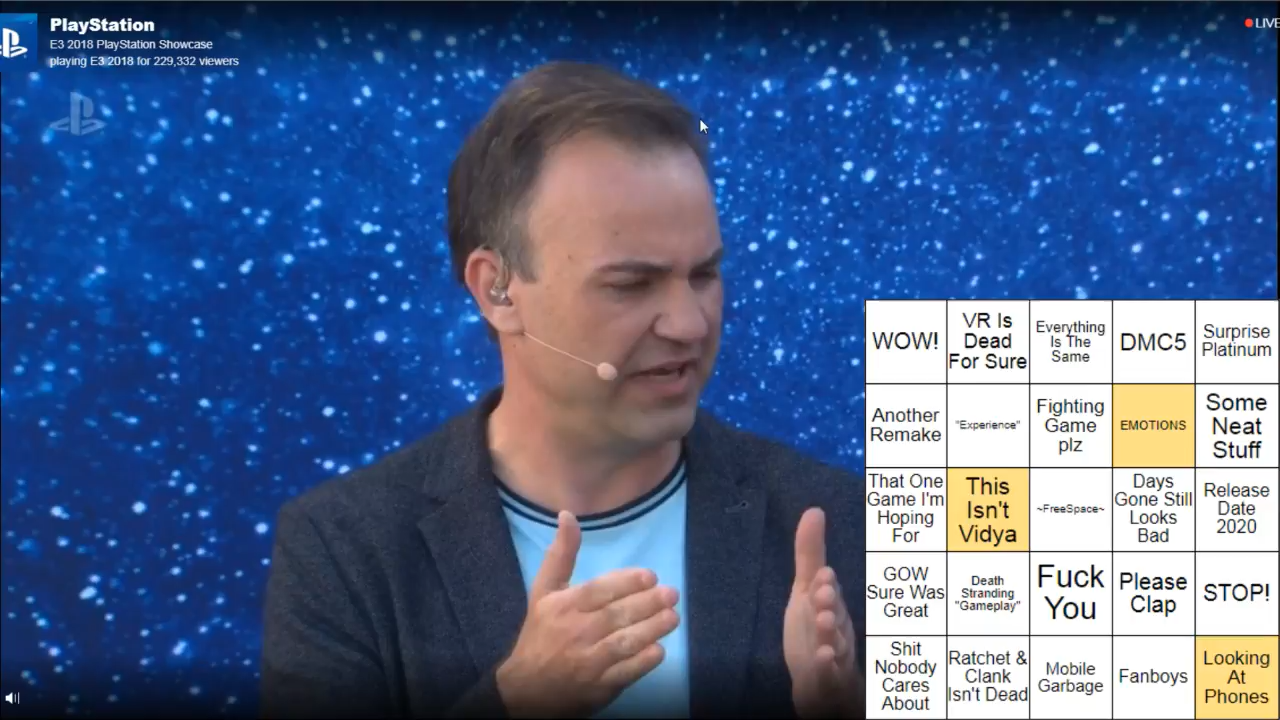 PlayStation
E3 2018 PlayStation Showcase
playing E3 2018 for 229,332 viewers
LIVE
WOW!
VR Is
Dead
For Sure
Everything
Is The
Same
DMC5
Surprise
Platinum
Another
Remake
"Experience"
Fighting
Game
plz
EMOTIONS
Some
Neat
Stuff
That One
Game I'm
Hoping
For
This
Isn't
Vidya
~FreeSpace~
Days
Gone Still
Looks
Bad
Release
Date
2020
GOW
Sure Was
Great
Death
Stranding
"Gameplay"
Fuck
You
Please
Clap
STOP!
Shit
Nobody
Cares
About
Ratchet &
Clank
Isn't Dead
Mobile
Garbage
Fanboys
Looking
At
Phones